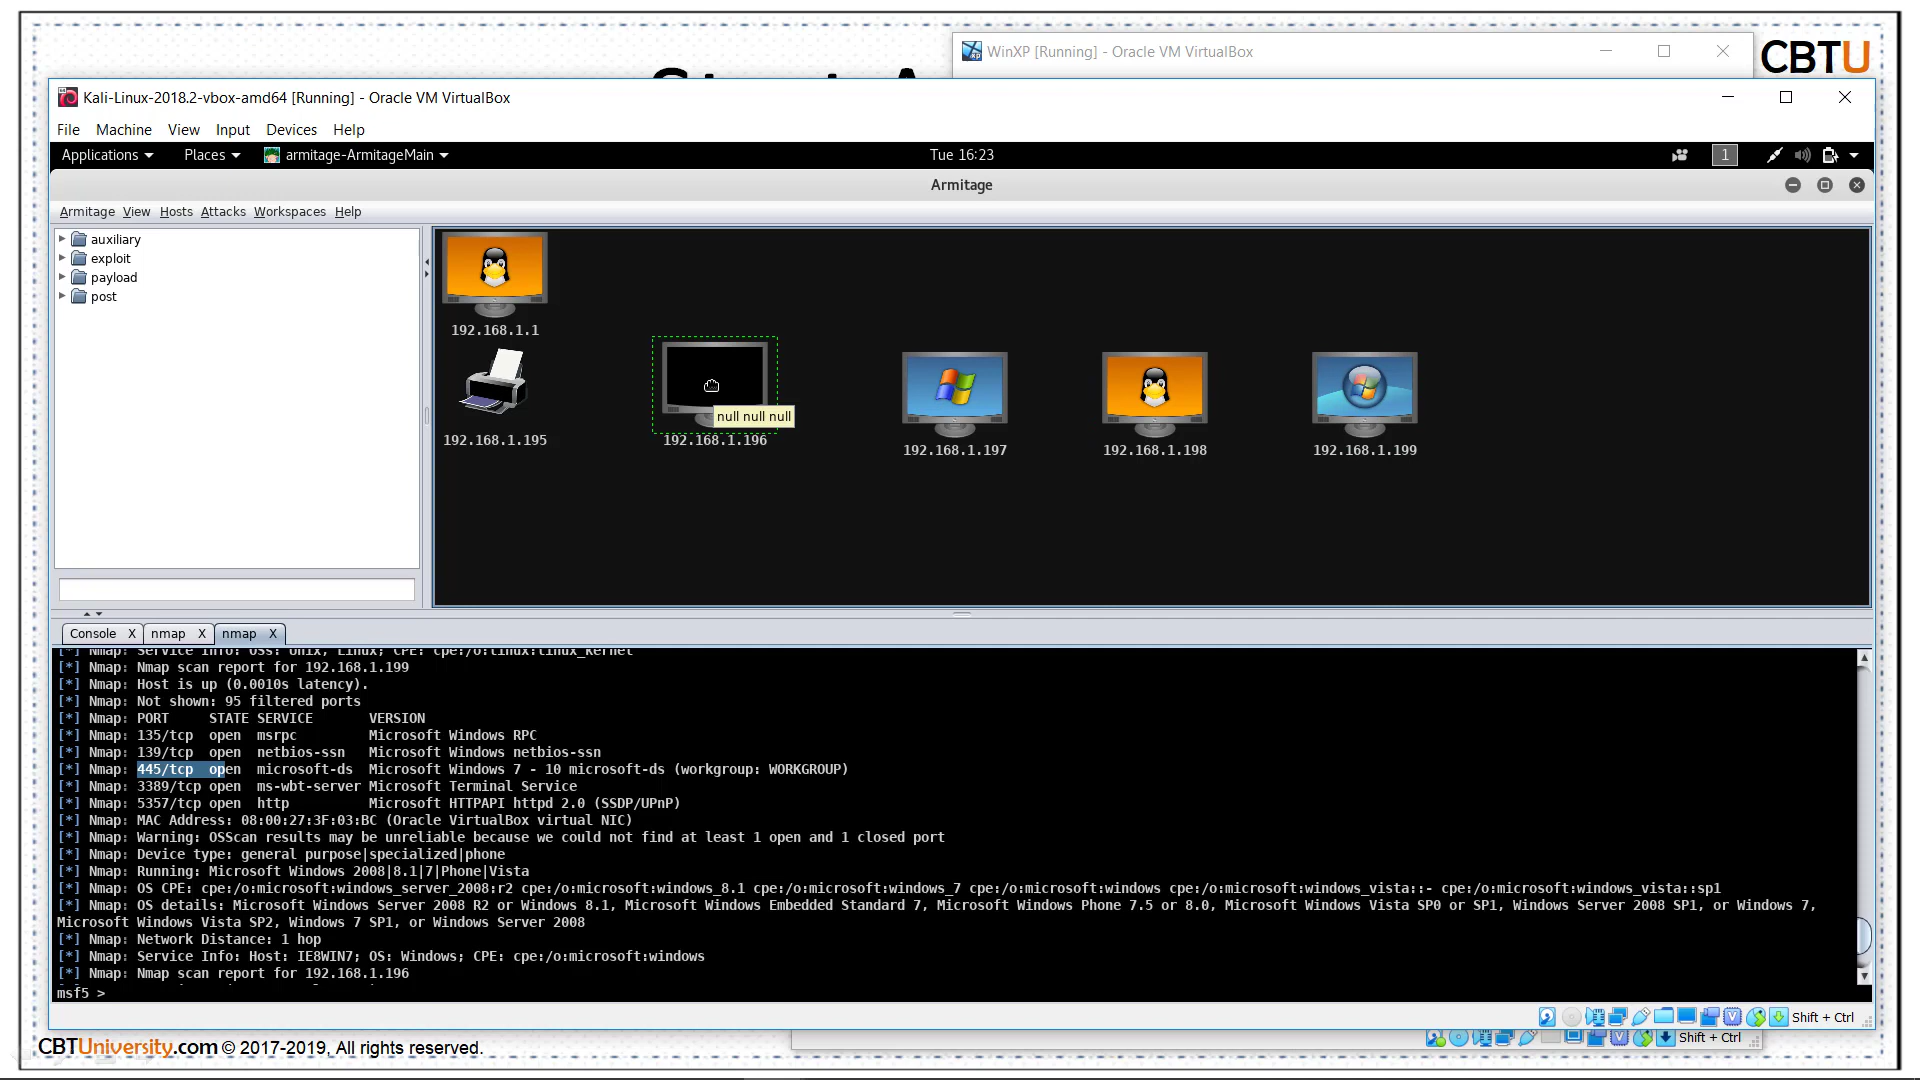 WinXP [Running] - Oracle VM VirtualBox
CBTU
Kali-Linux-2018.2-vbox-amd64 [Running] - Oracle VM VirtualBox
File Machine View Input Devices Help
Applications Places armitage-ArmitageMain Tue 16:23 1
Armitage
Armitage View Hosts Attacks Workspaces Help
auxiliary
exploit
payload
post
192.168.1.1
null null null
192.168.1.195 192.168.1.196 192.168.1.197 192.168.1.198 192.168.1.199
Console X nmap X nmap X
[*] Nmap: Service Info: OSs: Unix, Linux; CPE: cpe:/o:linux:linux_kernel
[*] Nmap: Nmap scan report for 192.168.1.199
[*] Nmap: Host is up (0.0010s latency).
[*] Nmap: Not shown: 95 filtered ports
[*] Nmap: PORT STATE SERVICE VERSION
[*] Nmap: 135/tcp open msrpc Microsoft Windows RPC
[*] Nmap: 139/tcp open netbios-ssn Microsoft Windows netbios-ssn
[*] Nmap: 445/tcp open microsoft-ds Microsoft Windows 7 - 10 microsoft-ds (workgroup: WORKGROUP)
[*] Nmap: 3389/tcp open ms-wbt-server Microsoft Terminal Service
[*] Nmap: 5357/tcp open http Microsoft HTTPAPI httpd 2.0 (SSDP/UPnP)
[*] Nmap: MAC Address: 08:00:27:3F:03:BC (Oracle VirtualBox virtual NIC)
[*] Nmap: Warning: OSScan results may be unreliable because we could not find at least 1 open and 1 closed port
[*] Nmap: Device type: general purpose|specialized|phone
[*] Nmap: Running: Microsoft Windows 2008|8.1|7|Phone|Vista
[*] Nmap: OS CPE: cpe:/o:microsoft:windows_server_2008:r2 cpe:/o:microsoft:windows_8.1 cpe:/o:microsoft:windows_7 cpe:/o:microsoft:windows cpe:/o:microsoft:windows_vista::- cpe:/o:microsoft:windows_vista::sp1
[*] Nmap: OS details: Microsoft Windows Server 2008 R2 or Windows 8.1, Microsoft Windows Embedded Standard 7, Microsoft Windows Phone 7.5 or 8.0, Microsoft Windows Vista SP0 or SP1, Windows Server 2008 SP1, or Windows 7,
Microsoft Windows Vista SP2, Windows 7 SP1, or Windows Server 2008
[*] Nmap: Network Distance: 1 hop
[*] Nmap: Service Info: Host: IE8WIN7; OS: Windows; CPE: cpe:/o:microsoft:windows
[*] Nmap: Nmap scan report for 192.168.1.196
msf5 >
Shift + Ctrl
Shift + Ctrl
CBTUniversity.com © 2017-2019, All rights reserved.